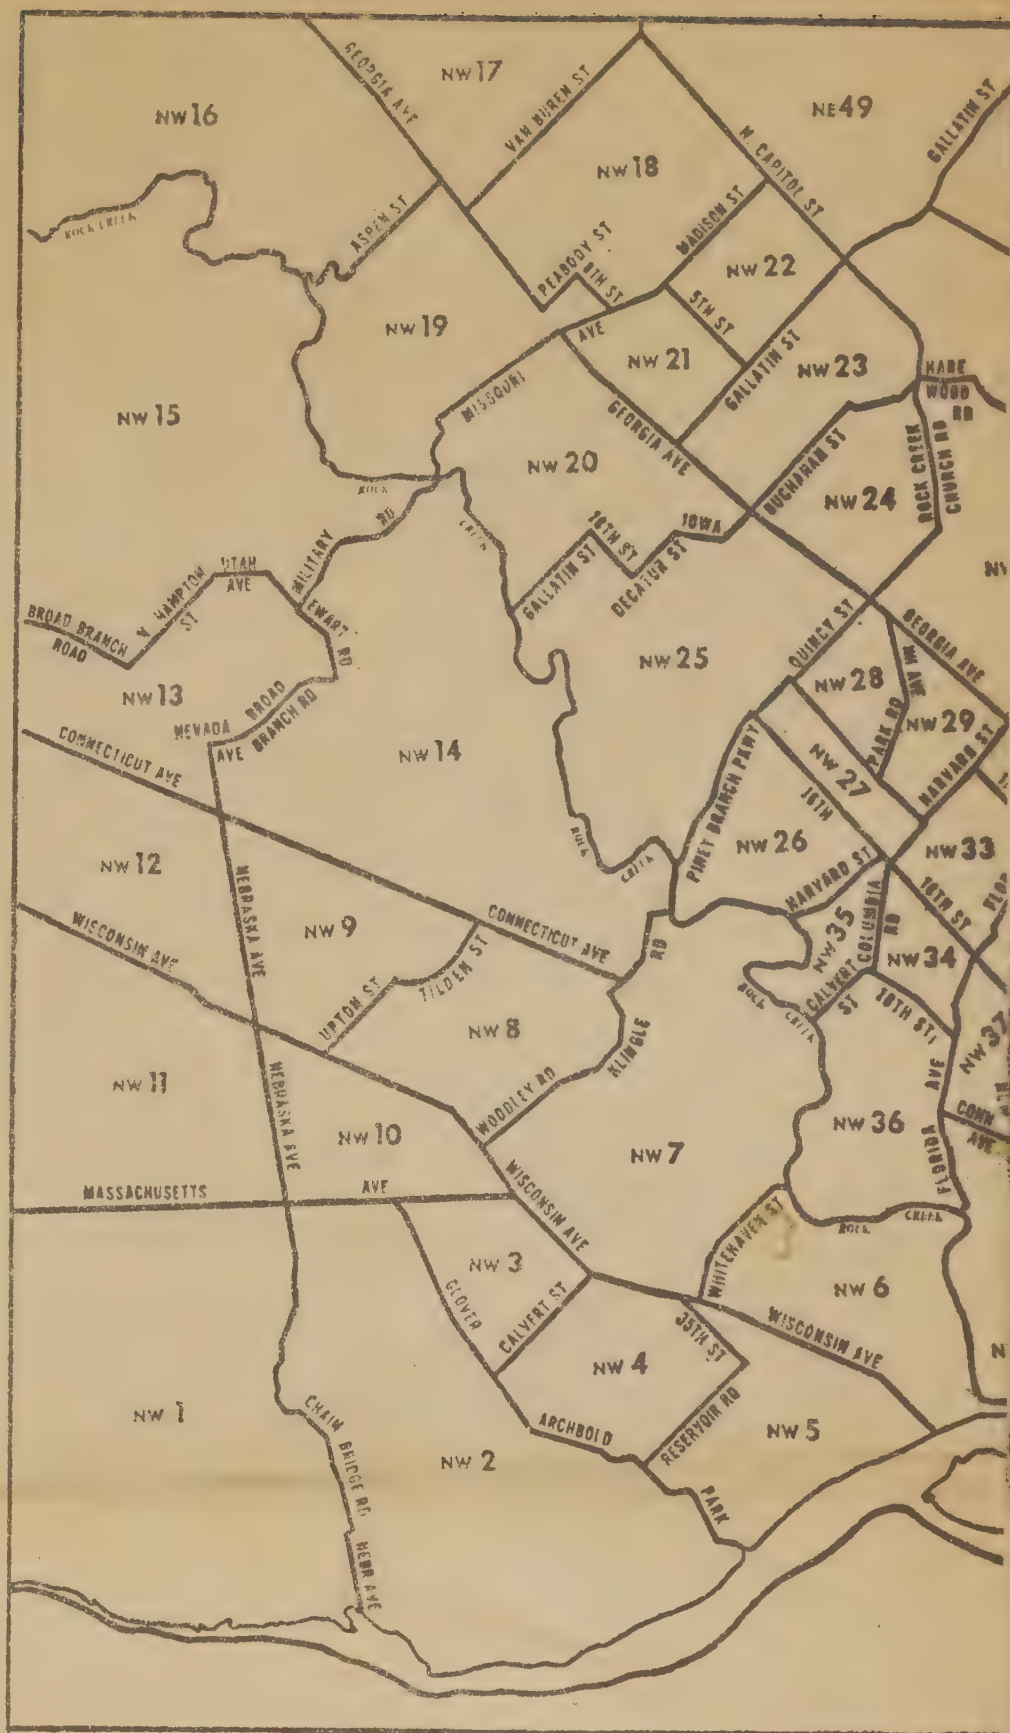 GEORGIA AVE
NW 17
VAN BUREN ST
NE 49
GALLATIN ST
NW 16
N. CAPITOL ST
NW 18
MADISON ST
ROCK CREEK
ASPEN ST
PEABODY ST
8TH ST
NW 22
NW 19
5TH ST
AVE
NW 21
GALLATIN ST
NW 23
HARE
WOOD
RD
MISSOURI
NW 15
GEORGIA AVE
BUCHANAN ST
ROCK CREEK
CHURCH RD
NW 20
NW 24
ROCK
CREEK
RD
MILITARY
16TH ST
IOWA
GALLATIN ST
DECATUR ST
UTAH
AVE
N. HAMPTON
ST
EWART RD
BROAD BRANCH
ROAD
QUINCY ST
GEORGIA AVE
NW 25
NW 28
NH AVE
PARK RD
NW 29
HARVARD ST
NW 13
BROAD
BRANCH RD
NEVADA
AVE
CONNECTICUT AVE
NW 14
PINEY BRANCH PKWY
NW 27
16TH
ROCK
CREEK
NW 26
NW 33
NW 12
NEBRASKA AVE
HARVARD ST
16TH ST
WISCONSIN AVE
NW 9
CONNECTICUT AVE
RD
NW 35
COLUMBIA
RD
NW 34
TILDEN ST
UPTON ST
ROCK
CREEK
CALVERT
ST
18TH ST
NW 8
KLINGLE
NW 37
NW 11
NEBRASKA AVE
WOODLEY RD
AVE
CONN
AVE
NW 10
NW 36
FLORIDA
NW 7
MASSACHUSETTS
AVE
WISCONSIN AVE
WHITEHAVEN ST
ROCK
CREEK
NW 3
GLOVER
CALVERT ST
NW 6
35TH ST
WISCONSIN AVE
NW 4
NW 1
CHAIN
BRIDGE RD
ARCHBOLD
RESERVOIR RD
NW 5
NW 2
PARK
NEBR AVE